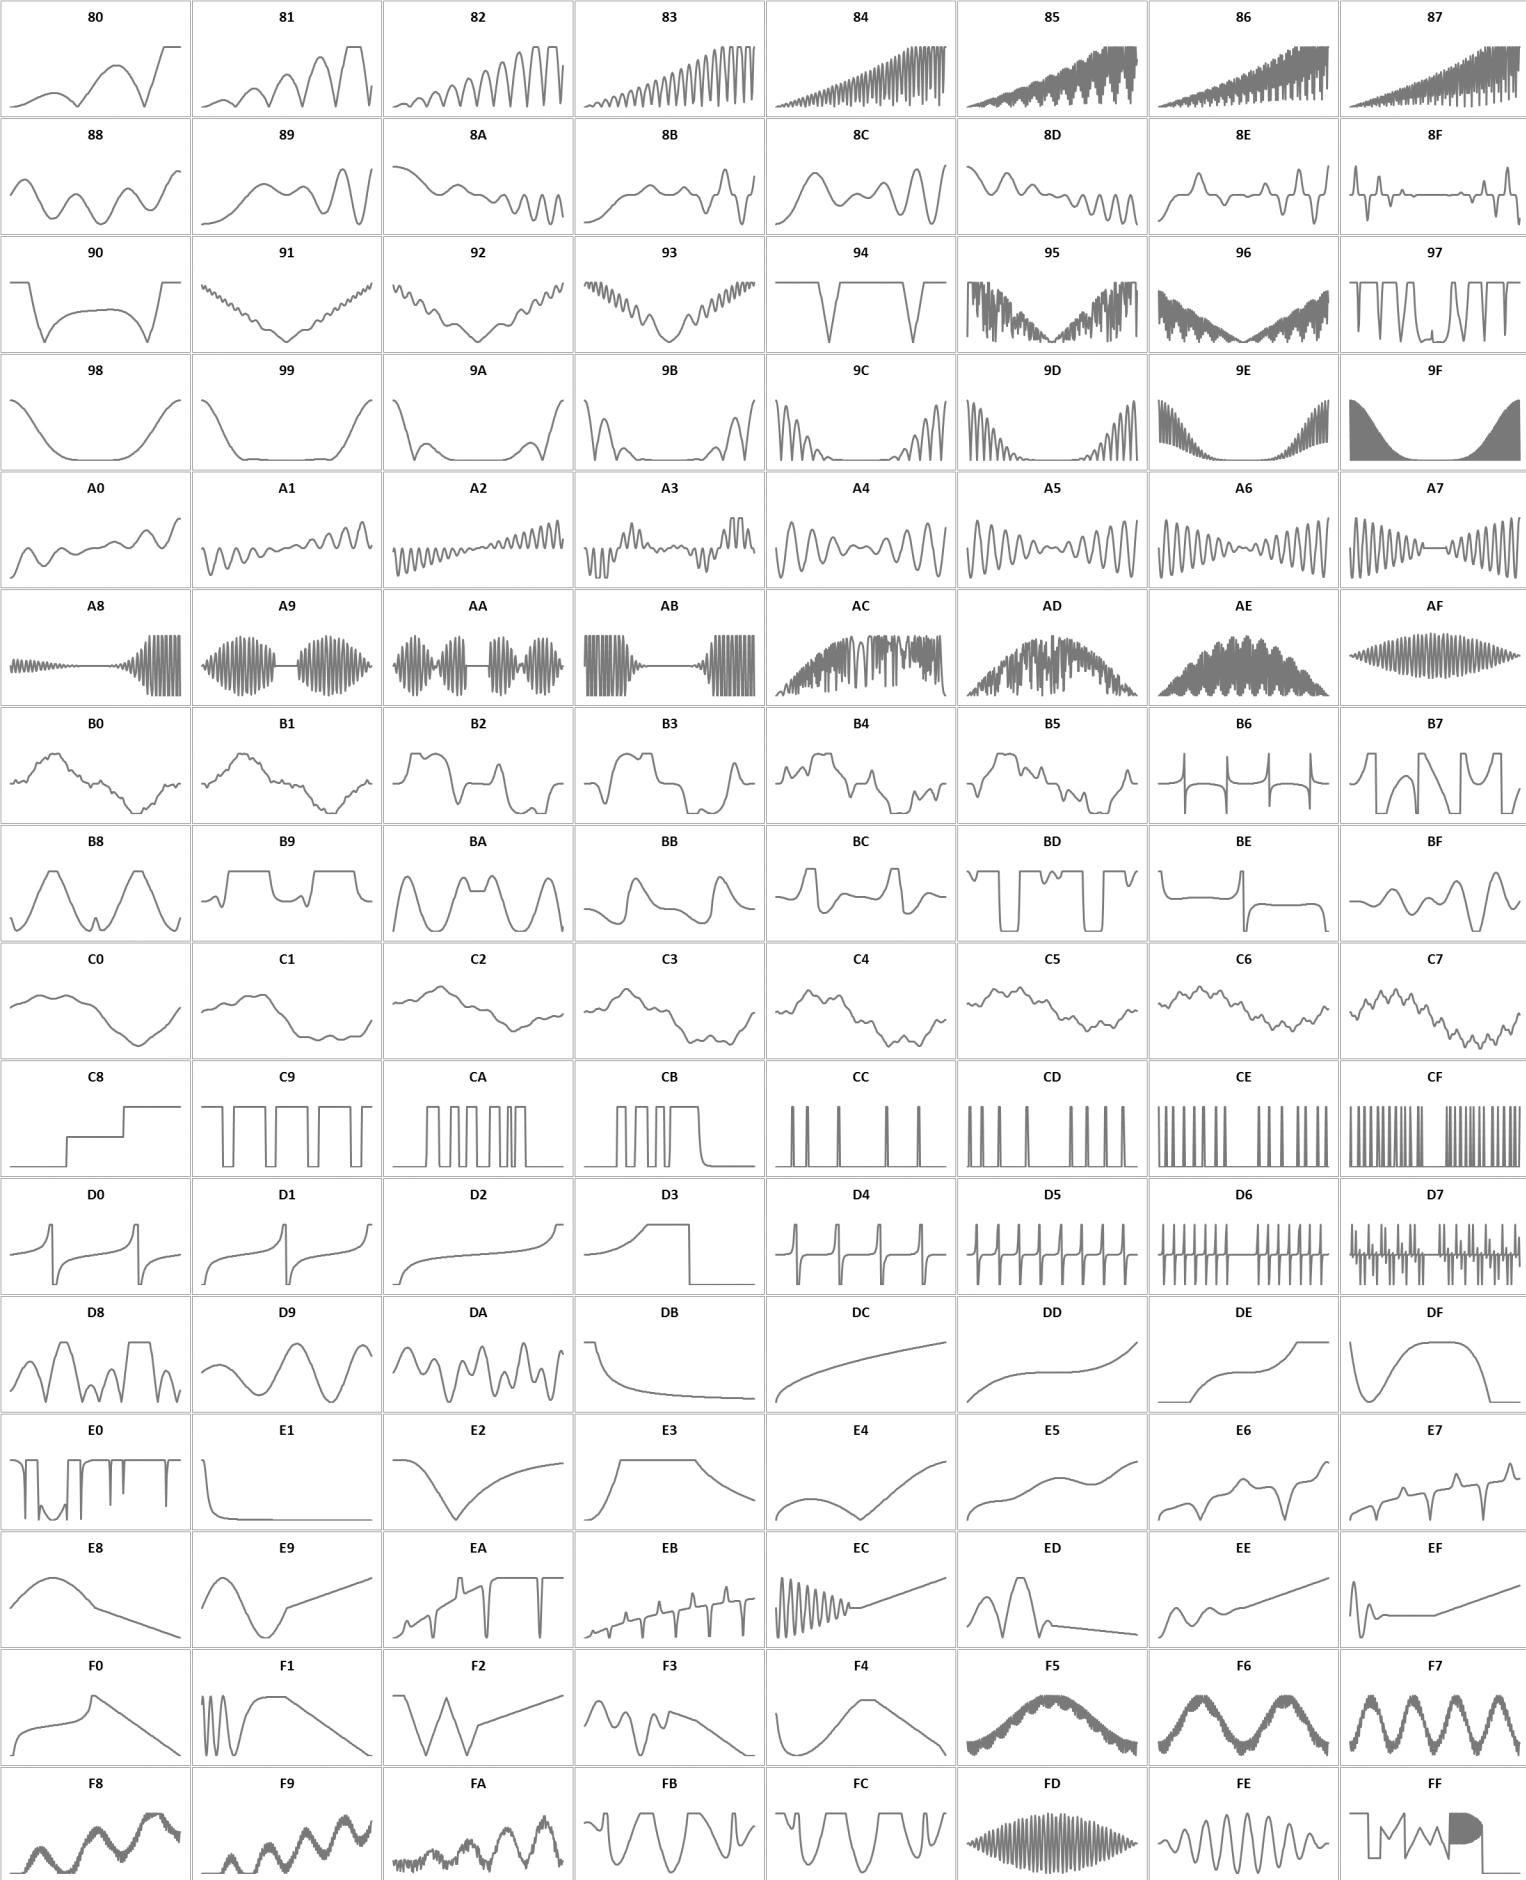 80 81 82 83 84 85 86 87
88 89 8A 8B 8C 8D 8E 8F
90 91 92 93 94 95 96 97
98 99 9A 9B 9C 9D 9E 9F
A0 A1 A2 A3 A4 A5 A6 A7
A8 A9 AA AB AC AD AE AF
B0 B1 B2 B3 B4 B5 B6 B7
B8 B9 BA BB BC BD BE BF
C0 C1 C2 C3 C4 C5 C6 C7
C8 C9 CA CB CC CD CE CF
D0 D1 D2 D3 D4 D5 D6 D7
D8 D9 DA DB DC DD DE DF
E0 E1 E2 E3 E4 E5 E6 E7
E8 E9 EA EB EC ED EE EF
F0 F1 F2 F3 F4 F5 F6 F7
F8 F9 FA FB FC FD FE FF